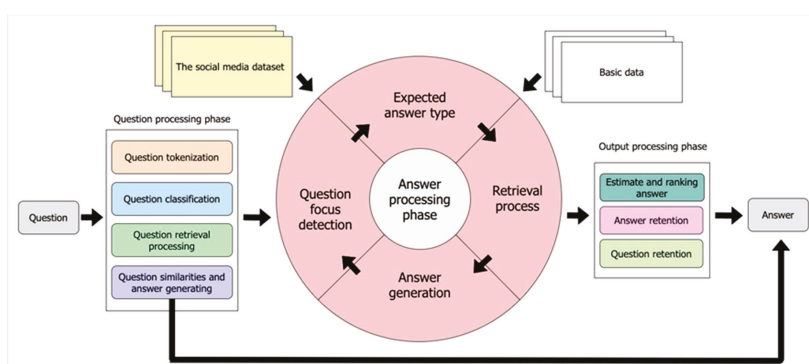 The social media dataset
Basic data
Question processing phase
Question tokenization
Question classification
Question retrieval
processing
Question similarities and
answer generating
Question
Expected
answer type
Question
focus
detection
Answer
processing
phase
Retrieval
process
Answer
generation
Output processing phase
Estimate and ranking
answer
Answer retention
Question retention
Answer